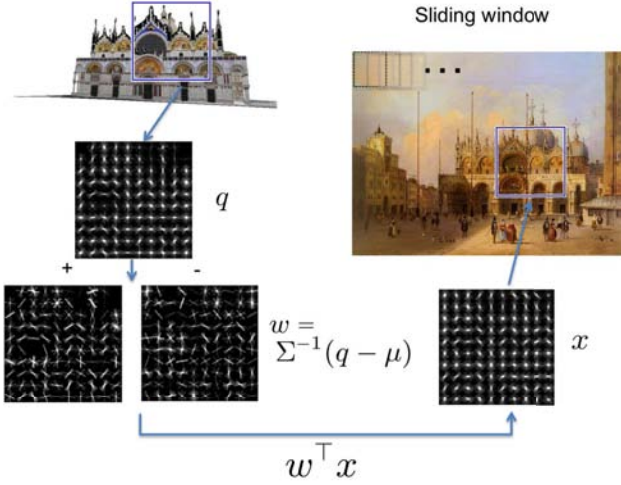 Sliding window
...
q
+ -
w =
Σ⁻¹(q − μ)
x
w⊤x